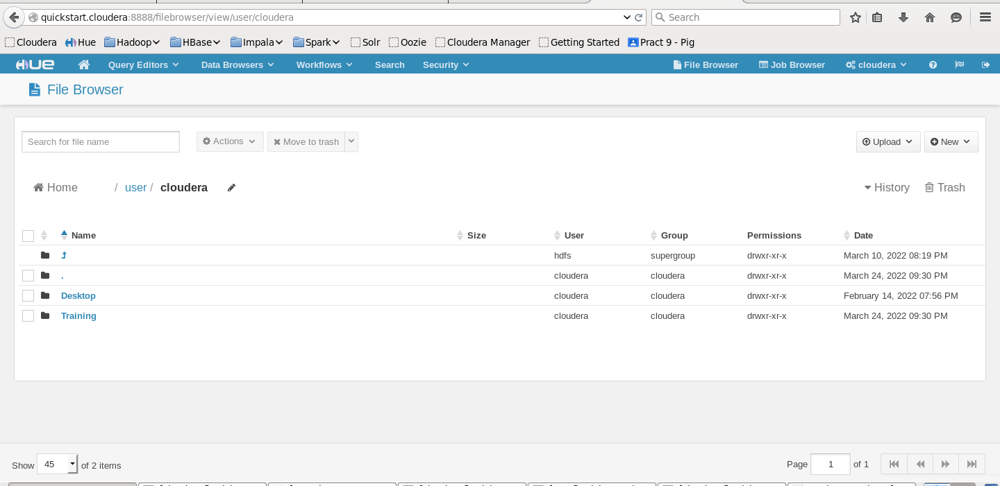 quickstart.cloudera:8888/filebrowser/view/user/cloudera Search
Cloudera Hue Hadoop HBase Impala Spark Solr Oozie Cloudera Manager Getting Started Pract 9 - Pig
HUE Query Editors Data Browsers Workflows Search Security File Browser Job Browser cloudera
File Browser
Search for file name Actions Move to trash Upload New
Home / user / cloudera History Trash
Name Size User Group Permissions Date
hdfs supergroup drwxr-xr-x March 10, 2022 08:19 PM
. cloudera cloudera drwxr-xr-x March 24, 2022 09:30 PM
Desktop cloudera cloudera drwxr-xr-x February 14, 2022 07:56 PM
Training cloudera cloudera drwxr-xr-x March 24, 2022 09:30 PM
Show 45 of 2 items Page 1 of 1